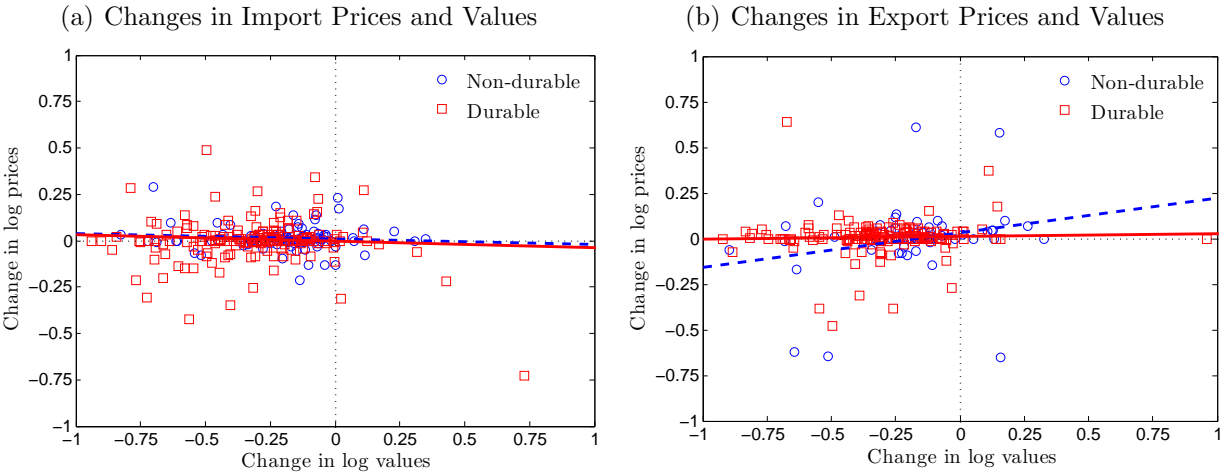 (a) Changes in Import Prices and Values
1
0.75
0.5
0.25
0
−0.25
−0.5
−0.75
−1
−1 −0.75 −0.5 −0.25 0 0.25 0.5 0.75 1
Change in log prices
Change in log values
Non-durable
Durable
(b) Changes in Export Prices and Values
1
0.75
0.5
0.25
0
−0.25
−0.5
−0.75
−1
−1 −0.75 −0.5 −0.25 0 0.25 0.5 0.75 1
Change in log prices
Change in log values
Non-durable
Durable